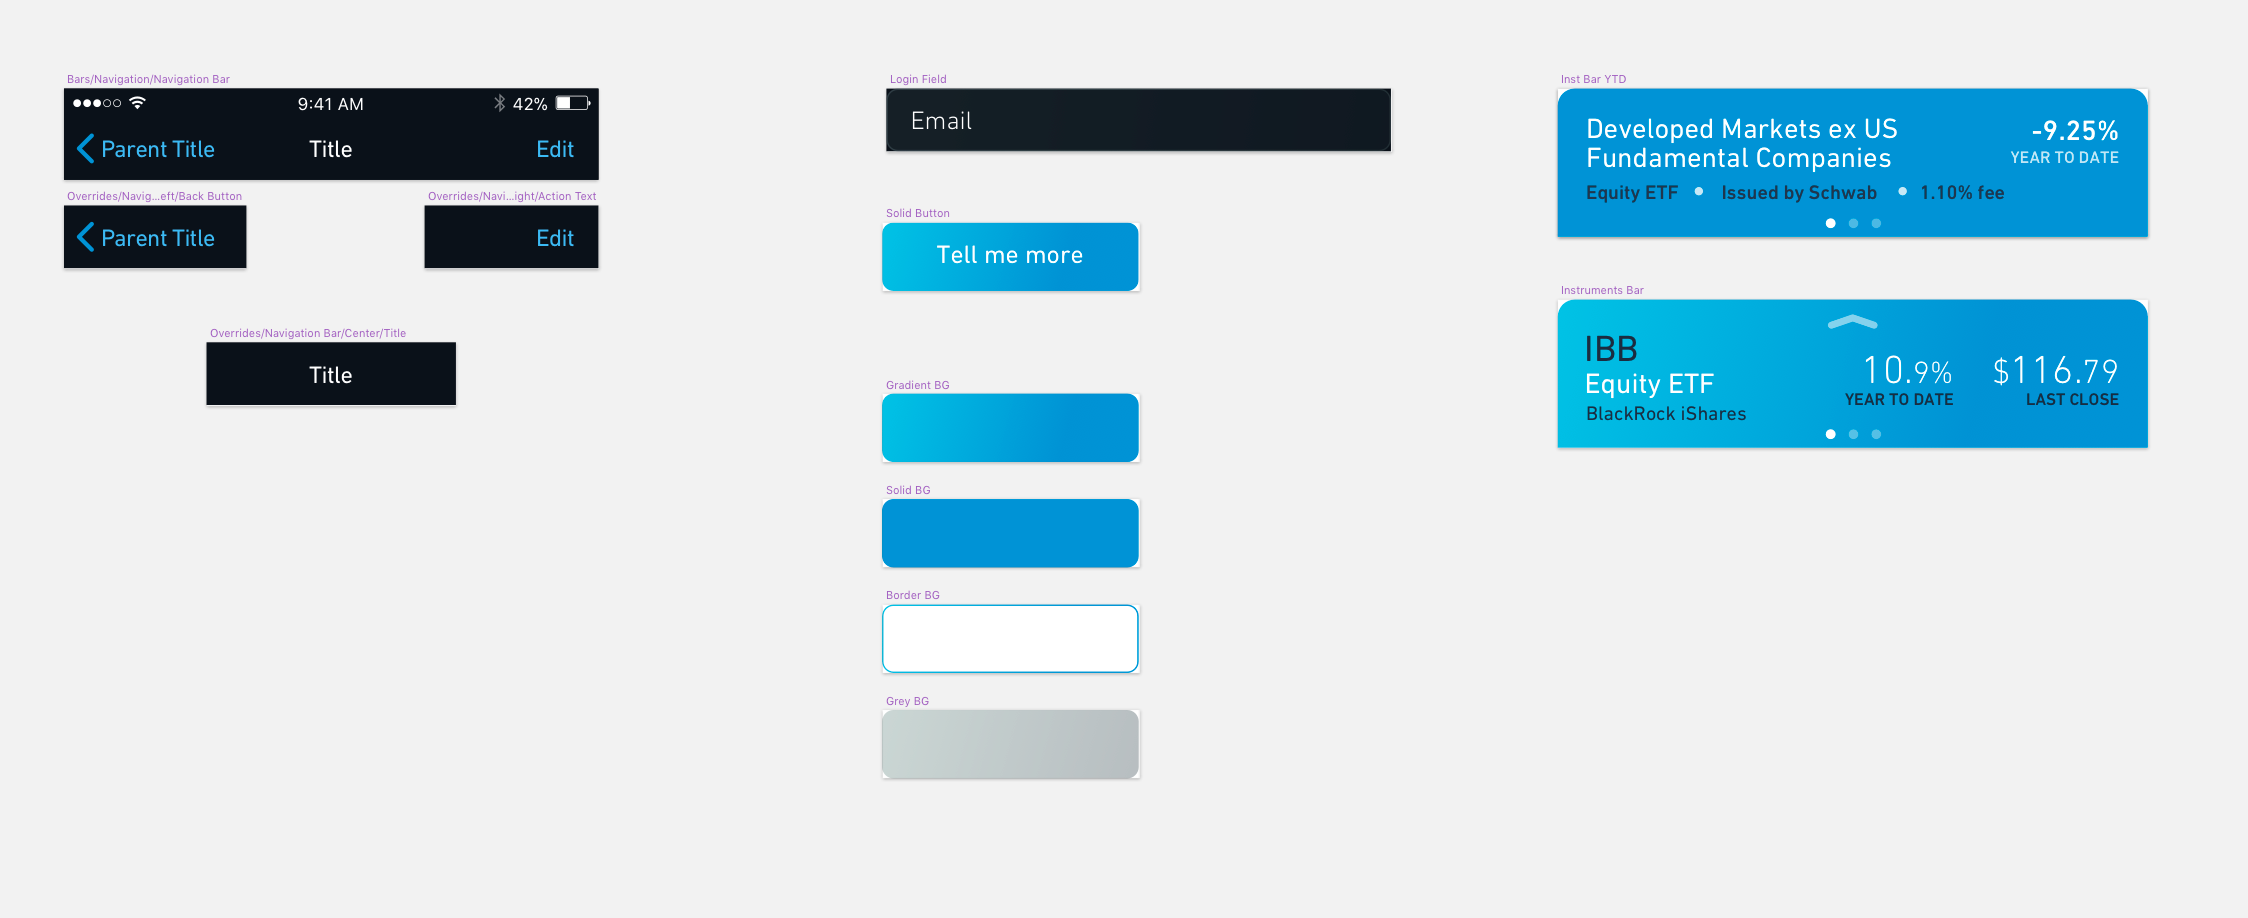 Bars/Navigation/Navigation Bar
9:41 AM
42%
Parent Title
Title
Edit
Overrides/Navig...eft/Back Button
Parent Title
Overrides/Navi...ight/Action Text
Edit
Overrides/Navigation Bar/Center/Title
Title
Login Field
Email
Solid Button
Tell me more
Gradient BG
Solid BG
Border BG
Grey BG
Inst Bar YTD
Developed Markets ex US
Fundamental Companies
-9.25%
YEAR TO DATE
Equity ETF • Issued by Schwab • 1.10% fee
Instruments Bar
IBB
Equity ETF
BlackRock iShares
10.9%
YEAR TO DATE
$116.79
LAST CLOSE